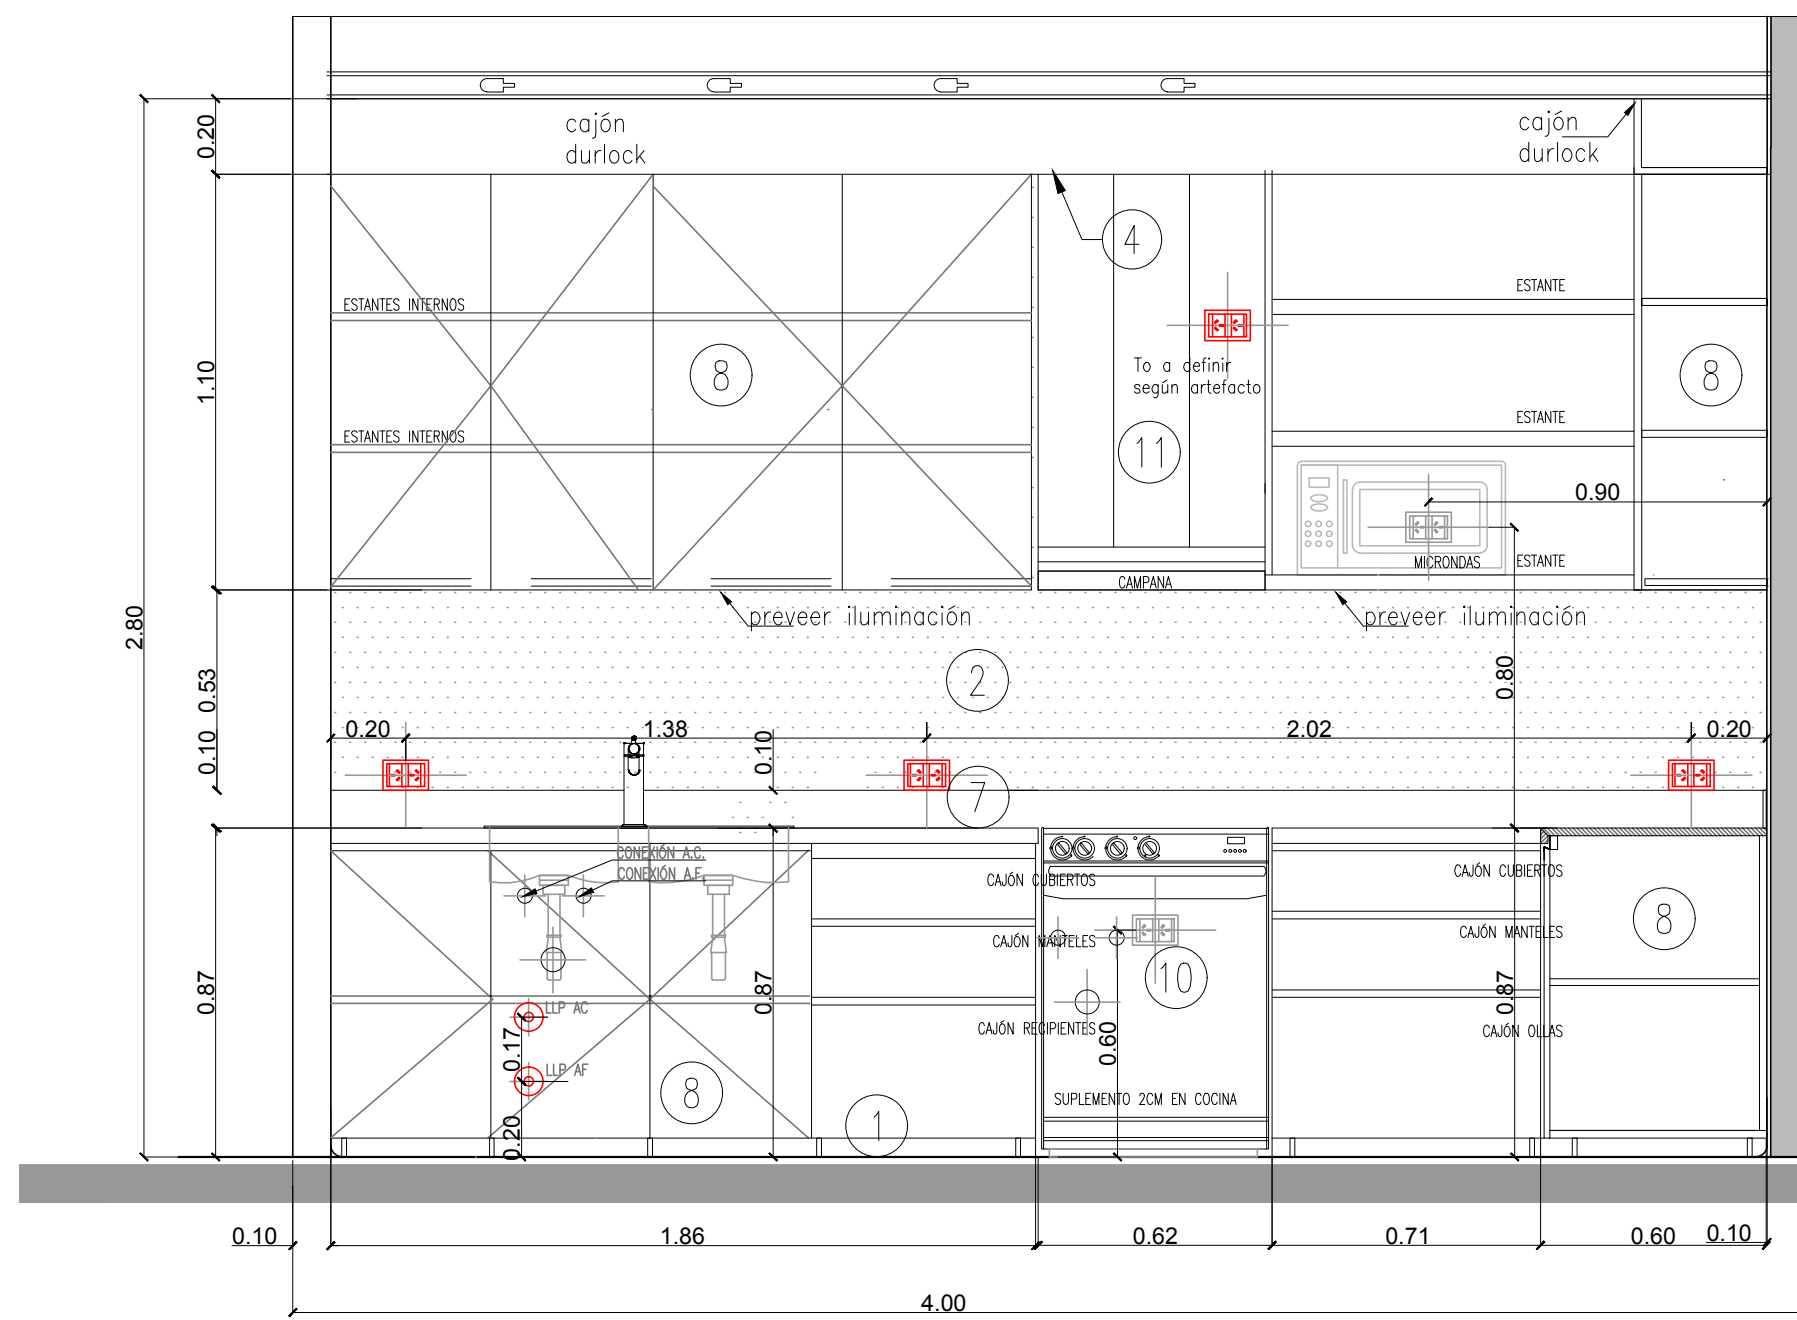 cajón
durlock
cajón
durlock
0.20
4
ESTANTE
ESTANTES INTERNOS
8
To a definir
según artefacto
8
1.10
ESTANTE
ESTANTES INTERNOS
11
0.90
MICRONDAS
ESTANTE
CAMPANA
preveer iluminación
preveer iluminación
2.80
2
0.53
0.80
0.20
1.38
2.02
0.20
0.10
0.10
7
CONEXIÓN A.C.
CONEXIÓN A.F.
CAJÓN CUBIERTOS
CAJÓN CUBIERTOS
CAJÓN MANTELES
CAJÓN MANTELES
8
10
0.87
0.87
0.87
LLP AC
CAJÓN RECIPIENTES
CAJÓN OLLAS
0.17
0.60
LLP AF
8
SUPLEMENTO 2CM EN COCINA
1
0.20
0.10
1.86
0.62
0.71
0.60
0.10
4.00